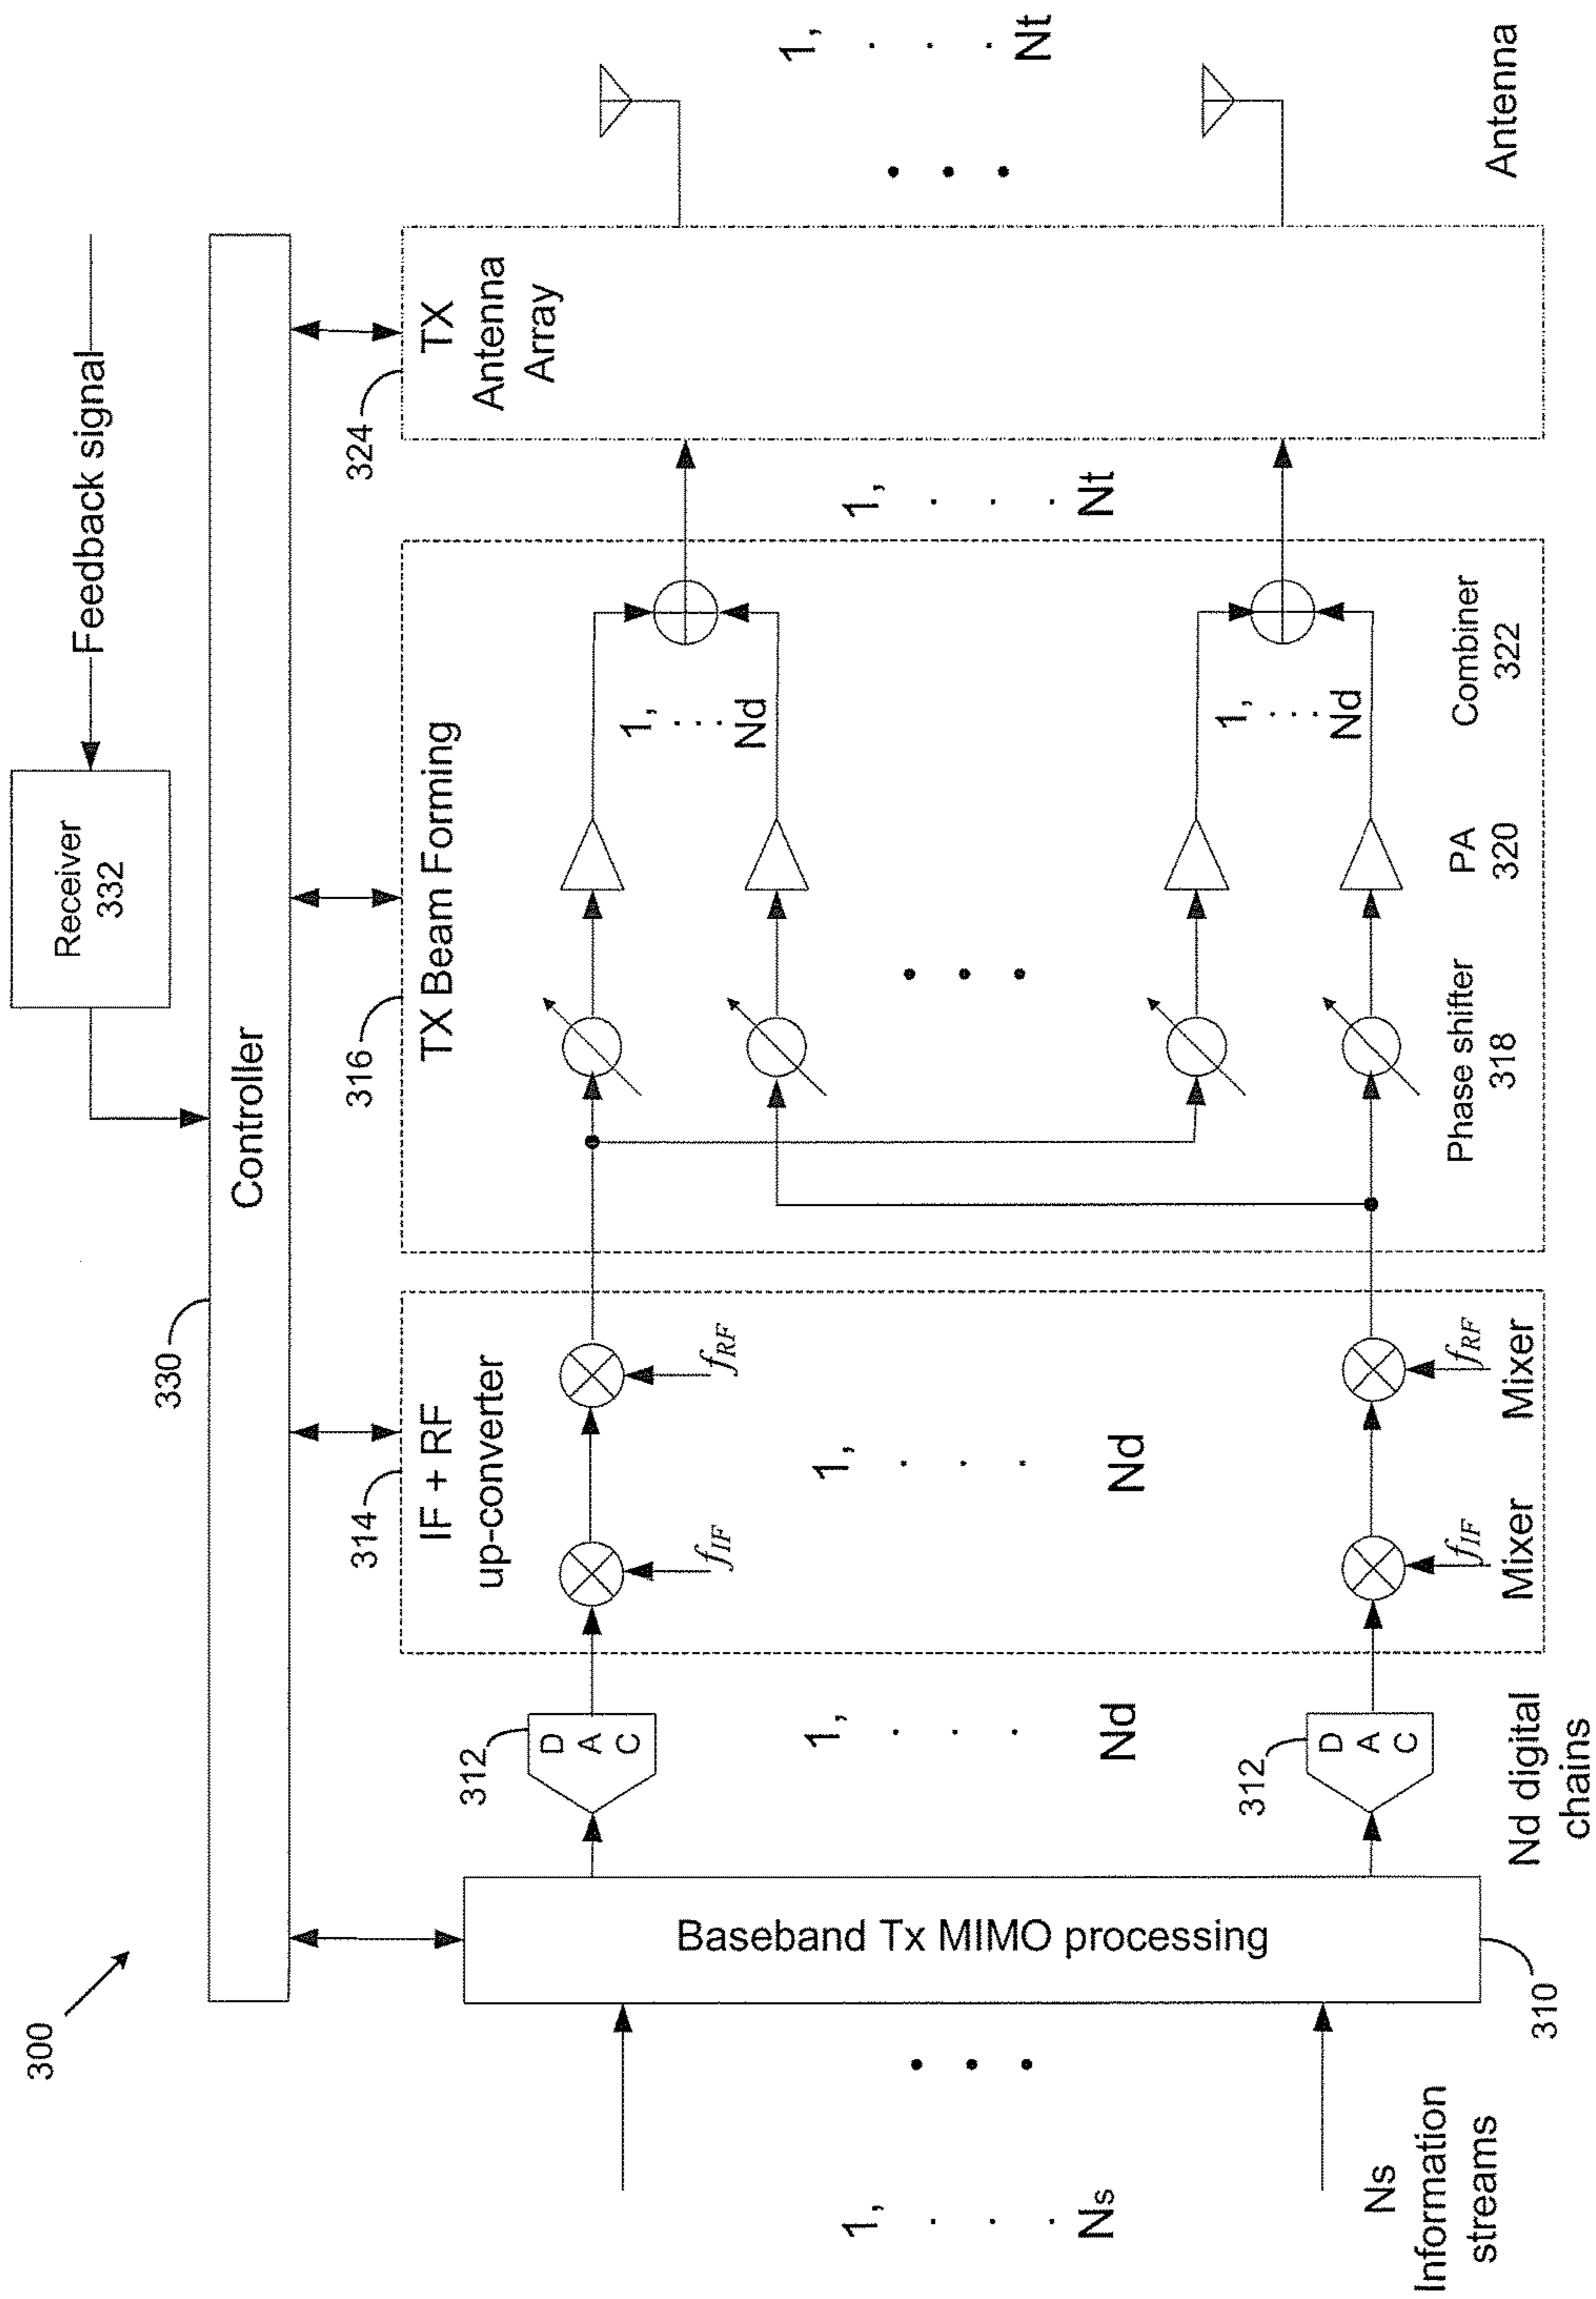 300
Receiver
332
Feedback signal
330
Controller
314
IF + RF
up-converter
316
TX Beam Forming
324
TX
Antenna
Array
312
D
A
C
f_IF
f_RF
1,
.
.
.
Ns
Baseband Tx MIMO processing
1,
.
.
.
Nd
1,
.
.
.
Nd
1,
...
Nd
1,
...
Nd
1,
.
.
.
Nt
1,
.
.
.
Nt
312
D
A
C
f_IF
f_RF
Ns
Information
streams
310
Nd digital
chains
Mixer
Mixer
Phase shifter
318
PA
320
Combiner
322
Antenna